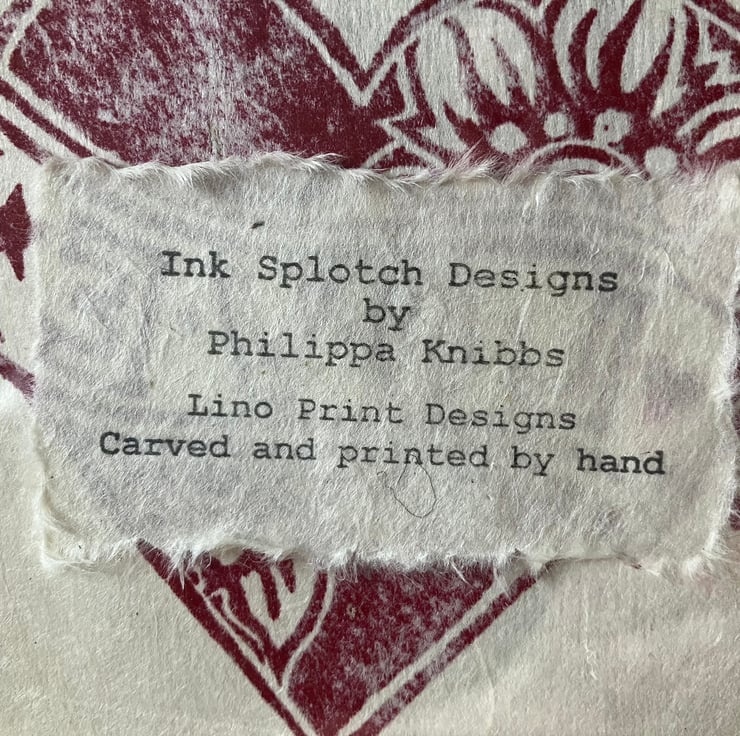 Ink Splotch Designs
by
Philippa Knibbs
Lino Print Designs
Carved and printed by hand